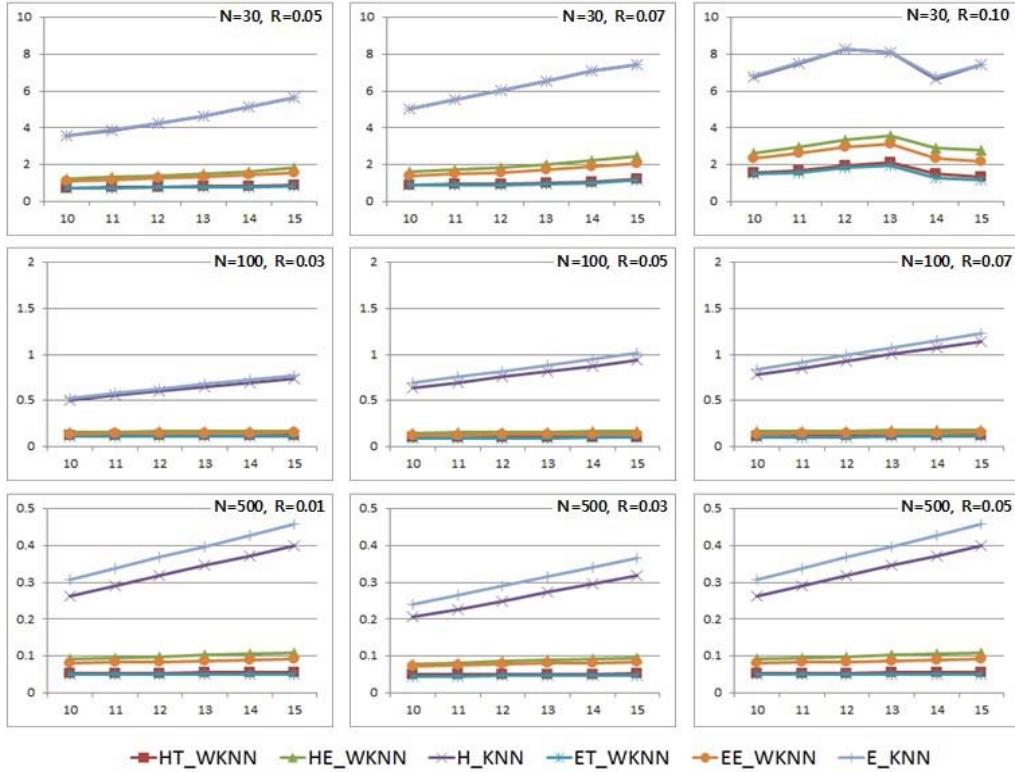 N=30, R=0.05
10
8
6
4
2
0
10 11 12 13 14 15
N=30, R=0.07
10
8
6
4
2
0
10 11 12 13 14 15
N=30, R=0.10
10
8
6
4
2
0
10 11 12 13 14 15
N=100, R=0.03
2
1.5
1
0.5
0
10 11 12 13 14 15
N=100, R=0.05
2
1.5
1
0.5
0
10 11 12 13 14 15
N=100, R=0.07
2
1.5
1
0.5
0
10 11 12 13 14 15
N=500, R=0.01
0.5
0.4
0.3
0.2
0.1
0
10 11 12 13 14 15
N=500, R=0.03
0.5
0.4
0.3
0.2
0.1
0
10 11 12 13 14 15
N=500, R=0.05
0.5
0.4
0.3
0.2
0.1
0
10 11 12 13 14 15
HT_WKNN HE_WKNN H_KNN ET_WKNN EE_WKNN E_KNN